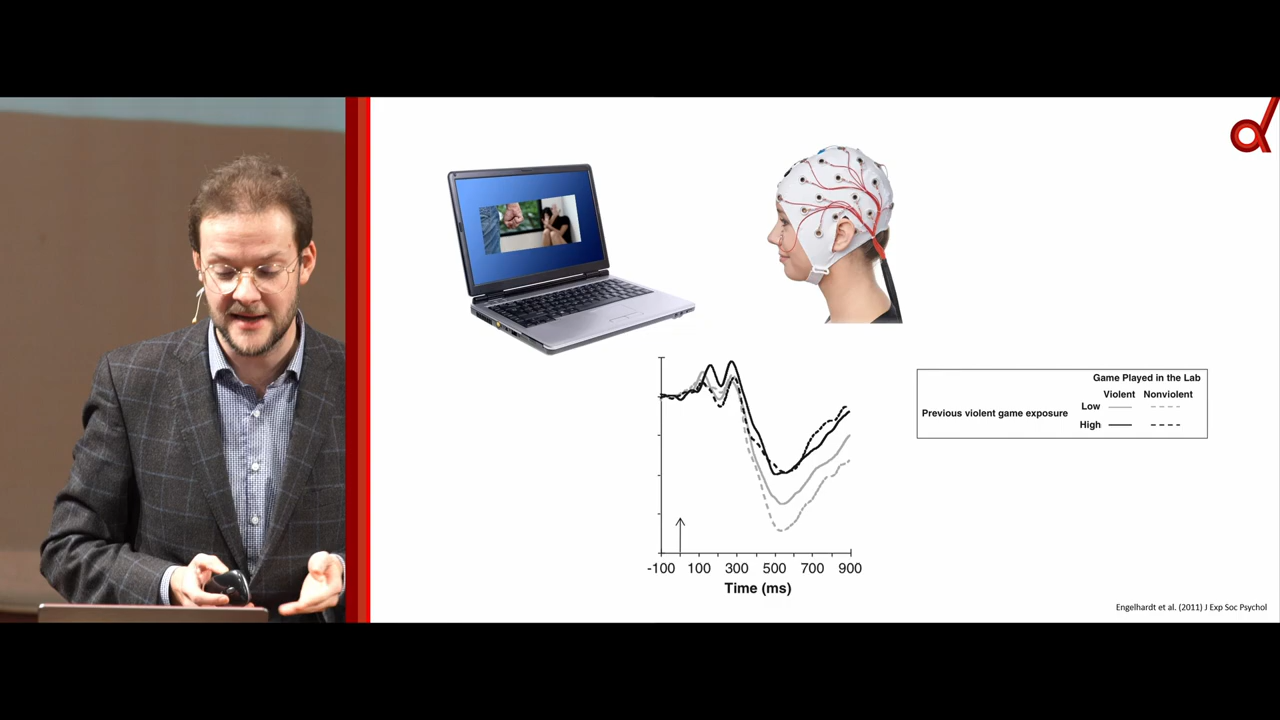 Game Played in the Lab
Violent Nonviolent
Previous violent game exposure
Low
High
-100 100 300 500 700 900
Time (ms)
Engelhardt et al. (2011) J Exp Soc Psychol